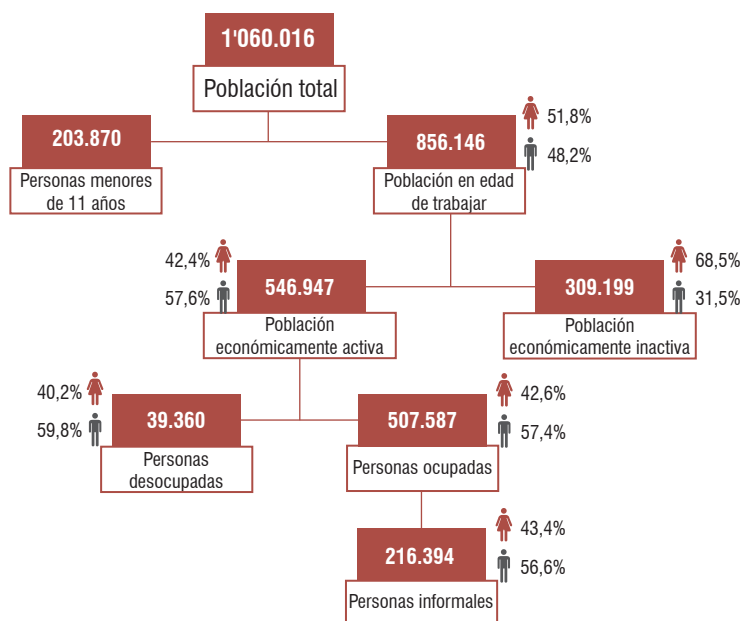 1'060.016
Población total
203.870
Personas menores
de 11 años
856.146
Población en edad
de trabajar
51,8%
48,2%
42,4%
57,6%
546.947
Población
económicamente activa
309.199
Población
económicamente inactiva
68,5%
31,5%
40,2%
59,8%
39.360
Personas
desocupadas
507.587
Personas ocupadas
42,6%
57,4%
216.394
Personas informales
43,4%
56,6%